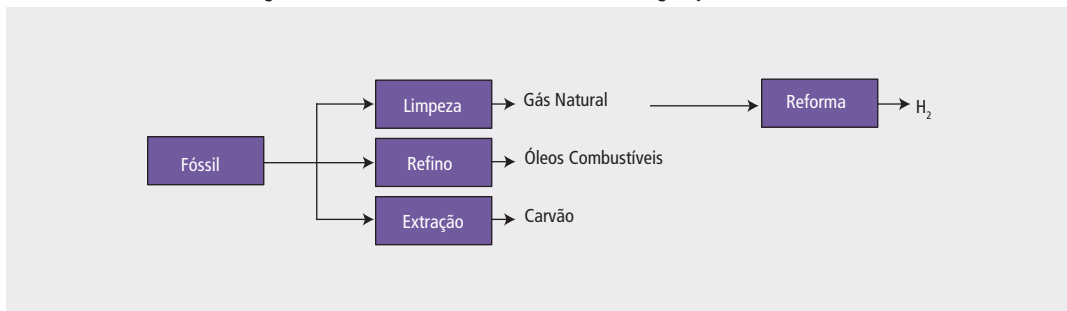 Limpeza
Gás Natural
Reforma
H₂
Fóssil
Refino
Óleos Combustíveis
Extração
Carvão